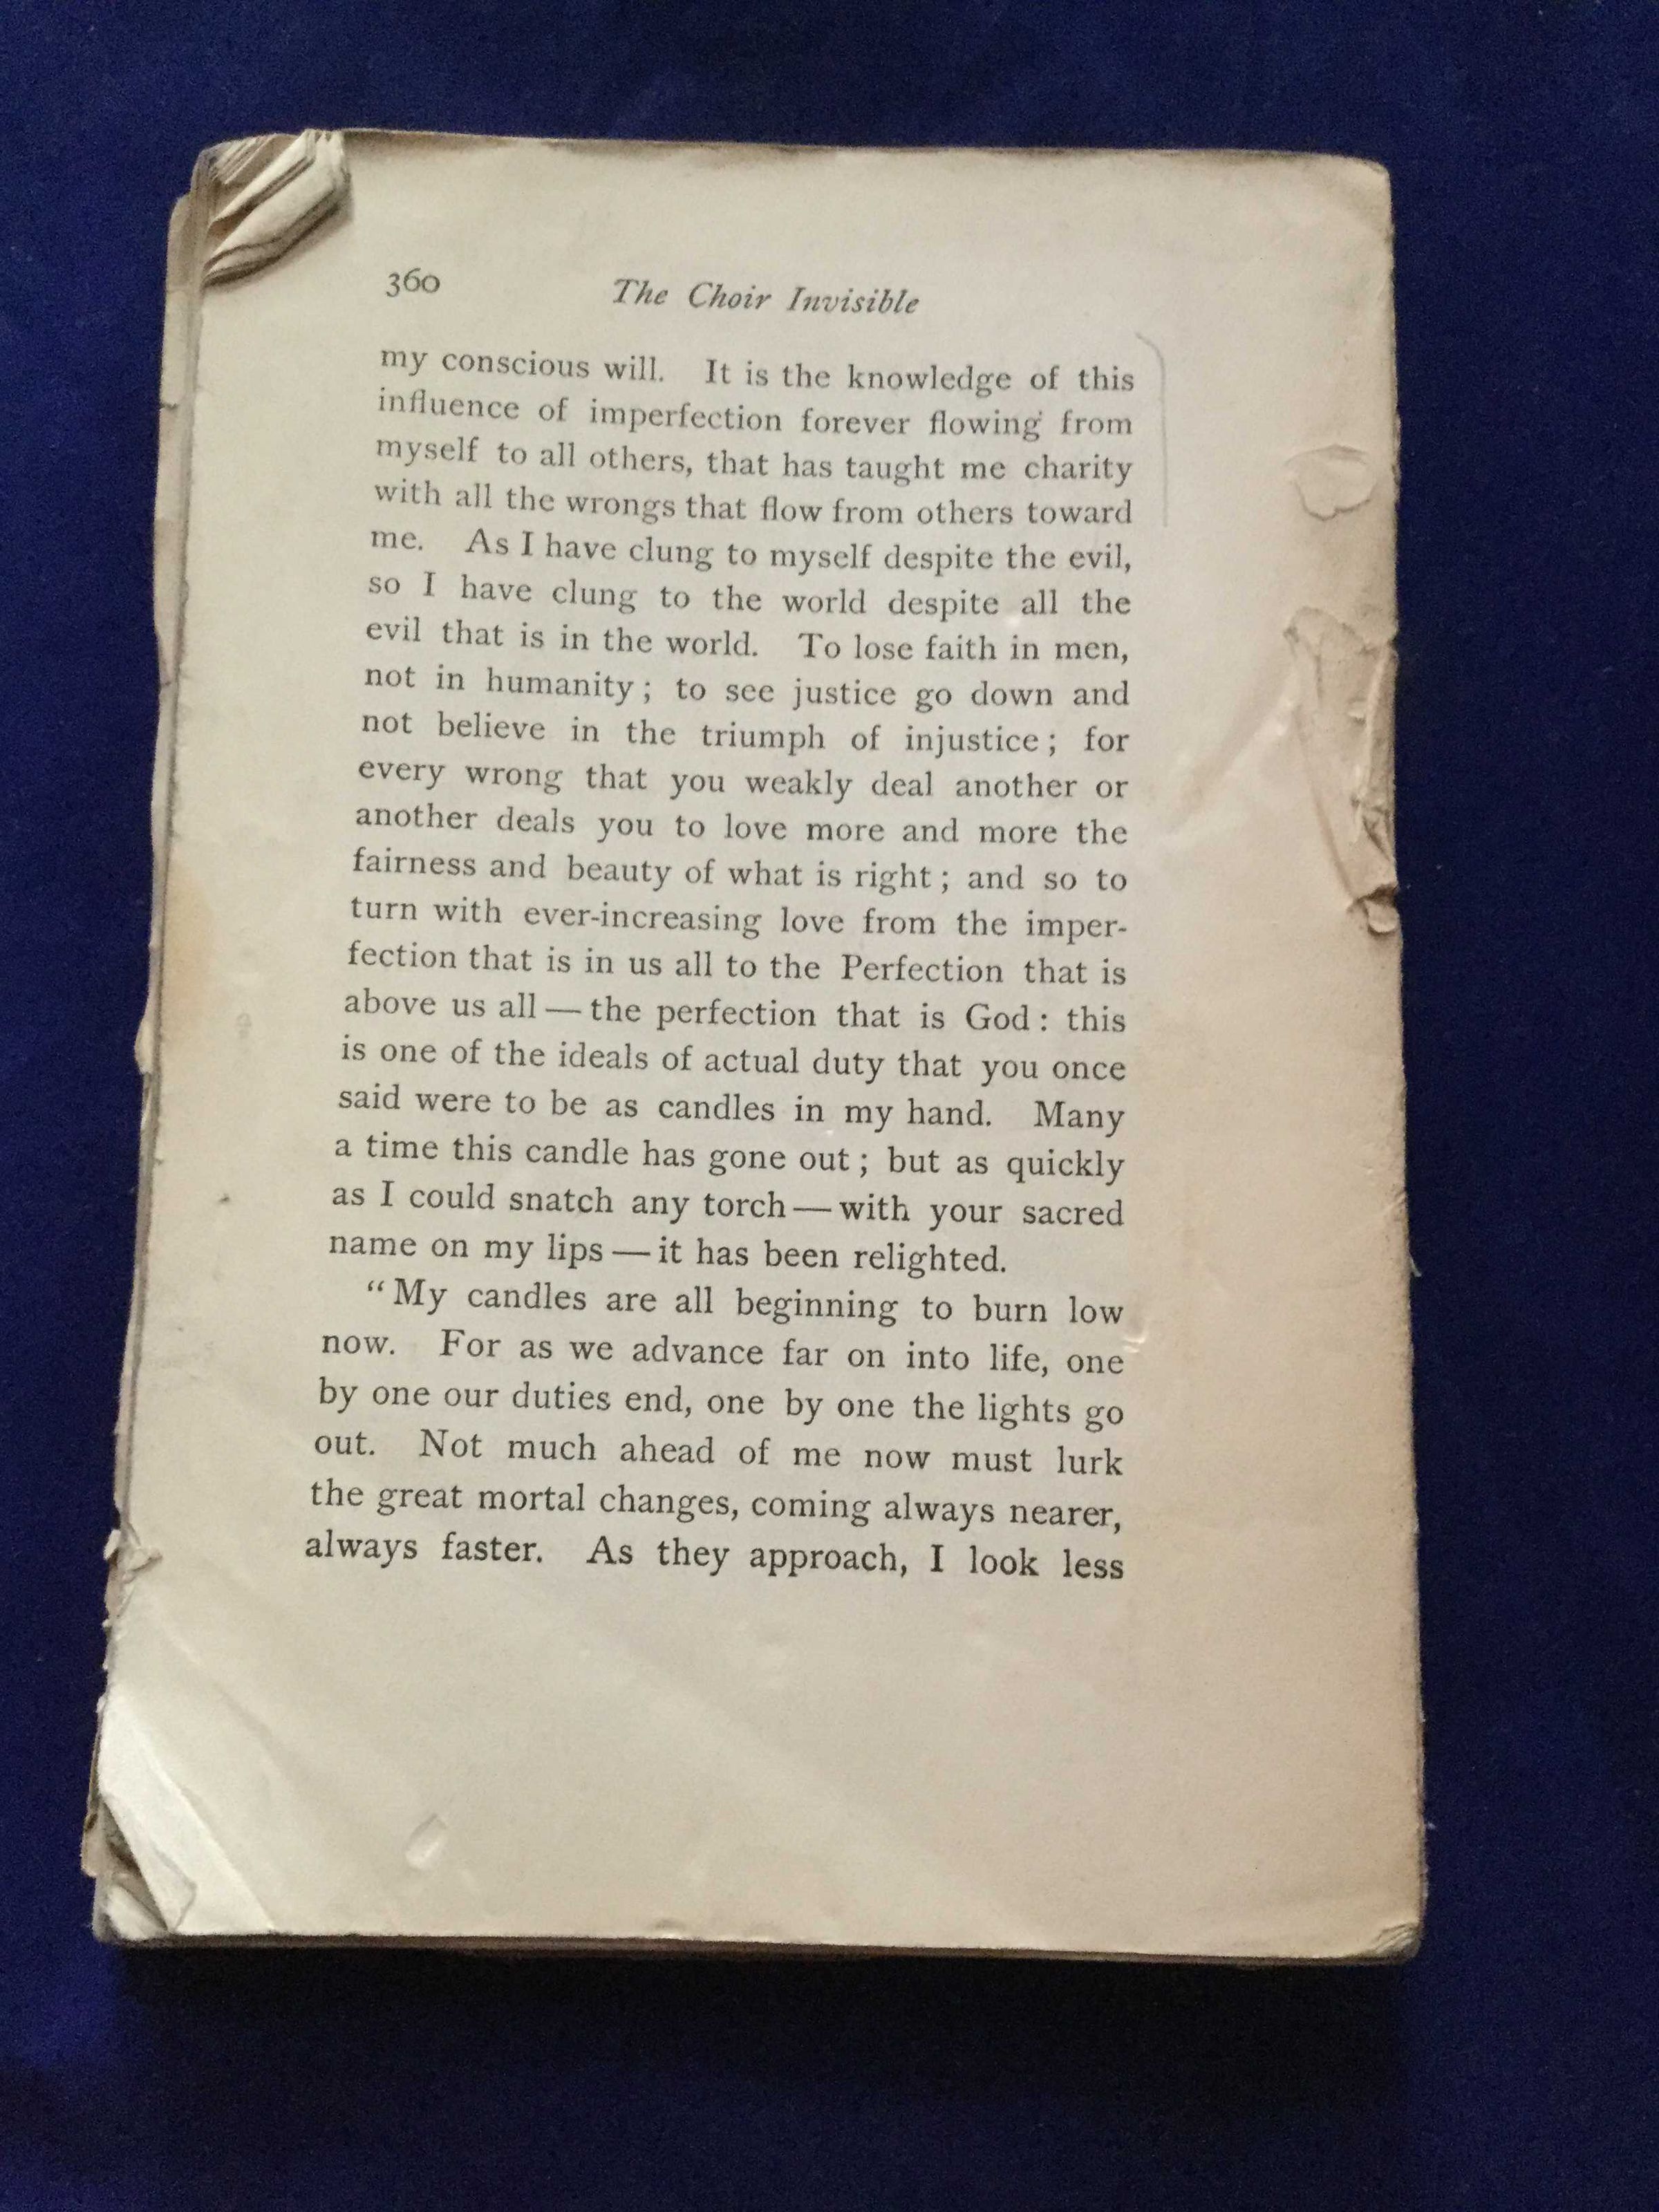 360 The Choir Invisible
my conscious will. It is the knowledge of this
influence of imperfection forever flowing from
myself to all others, that has taught me charity
with all the wrongs that flow from others toward
me. As I have clung to myself despite the evil,
so I have clung to the world despite all the
evil that is in the world. To lose faith in men,
not in humanity; to see justice go down and
not believe in the triumph of injustice; for
every wrong that you weakly deal another or
another deals you to love more and more the
fairness and beauty of what is right; and so to
turn with ever-increasing love from the imper-
fection that is in us all to the Perfection that is
above us all — the perfection that is God: this
is one of the ideals of actual duty that you once
said were to be as candles in my hand. Many
a time this candle has gone out; but as quickly
as I could snatch any torch — with your sacred
name on my lips — it has been relighted.
"My candles are all beginning to burn low
now. For as we advance far on into life, one
by one our duties end, one by one the lights go
out. Not much ahead of me now must lurk
the great mortal changes, coming always nearer,
always faster. As they approach, I look less